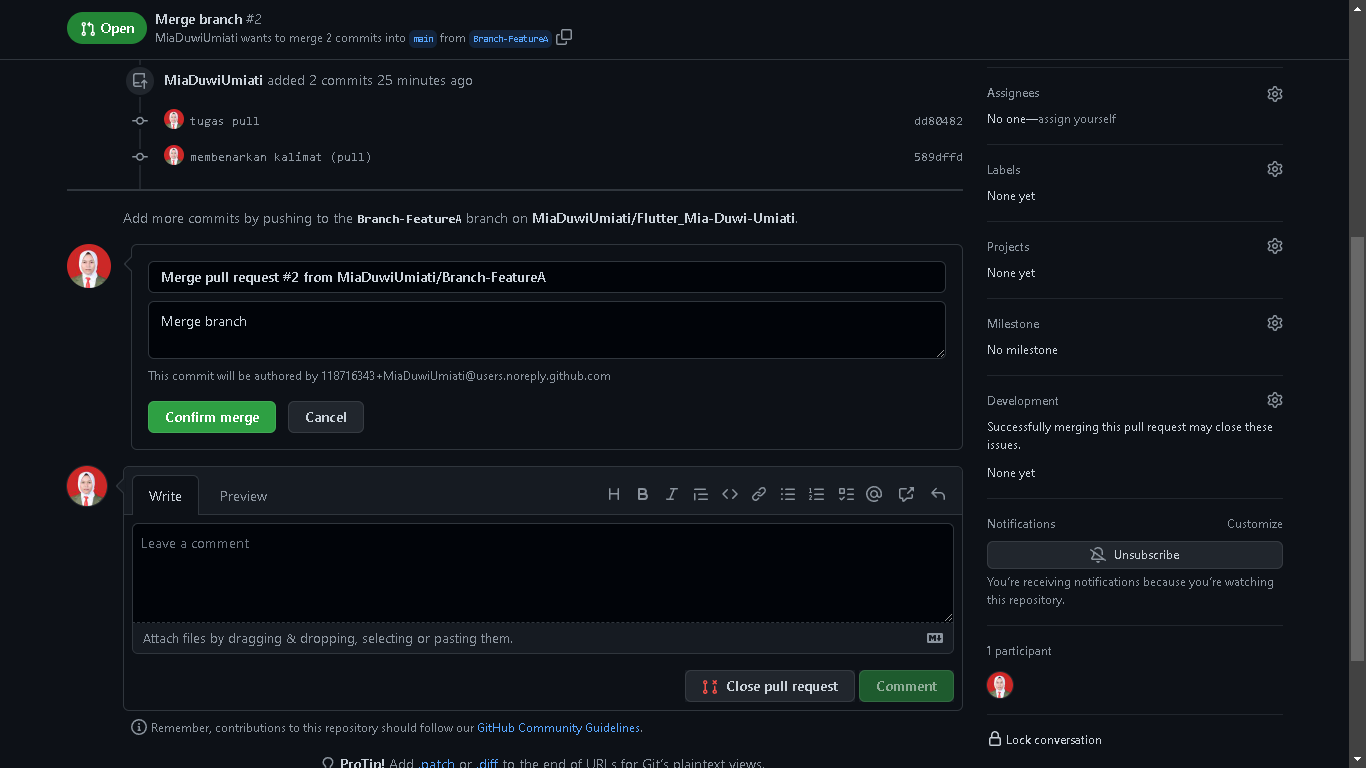 Open
Merge branch #2
MiaDuwiUmiati wants to merge 2 commits into main from Branch-FeatureA
MiaDuwiUmiati added 2 commits 25 minutes ago
tugas pull dd80482
membenarkan kalimat (pull) 589dffd
Add more commits by pushing to the Branch-FeatureA branch on MiaDuwiUmiati/Flutter_Mia-Duwi-Umiati.
Merge pull request #2 from MiaDuwiUmiati/Branch-FeatureA
Merge branch
This commit will be authored by 118716343+MiaDuwiUmiati@users.noreply.github.com
Confirm merge Cancel
Write Preview
Leave a comment
Attach files by dragging & dropping, selecting or pasting them.
Close pull request Comment
Remember, contributions to this repository should follow our GitHub Community Guidelines.
ProTip! Add .patch or .diff to the end of URLs for Git's plaintext views.
Assignees
No one—assign yourself
Labels
None yet
Projects
None yet
Milestone
No milestone
Development
Successfully merging this pull request may close these
issues.
None yet
Notifications Customize
Unsubscribe
You're receiving notifications because you're watching
this repository.
1 participant
Lock conversation